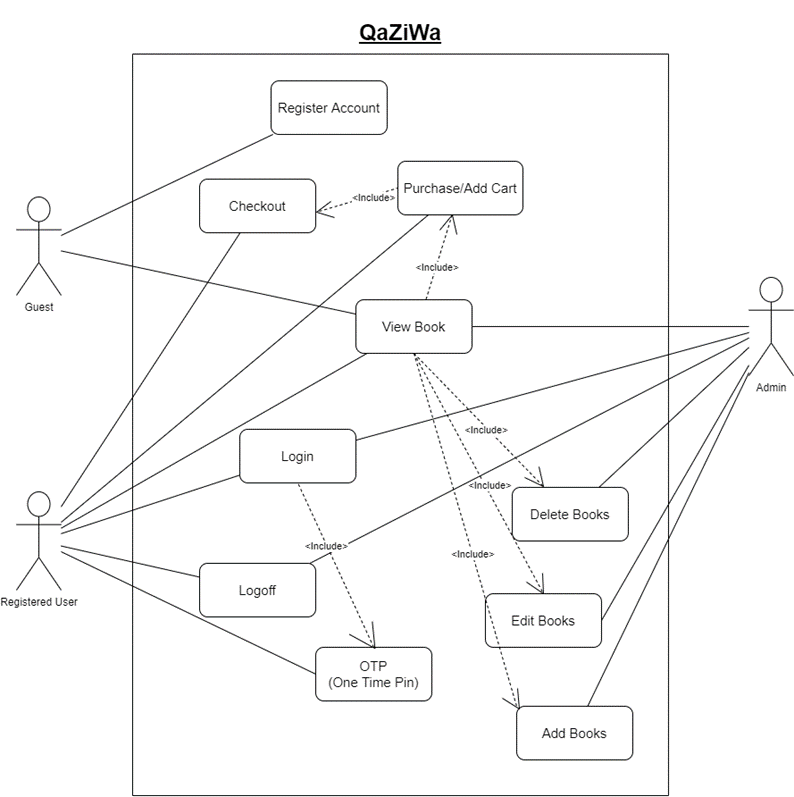 QaZiWa
Register Account
Purchase/Add Cart
<Include>
Checkout
<Include>
Guest
View Book
Admin
<Include>
Login
<Include>
Delete Books
<Include>
<Include>
Logoff
Registered User
Edit Books
OTP
(One Time Pin)
Add Books